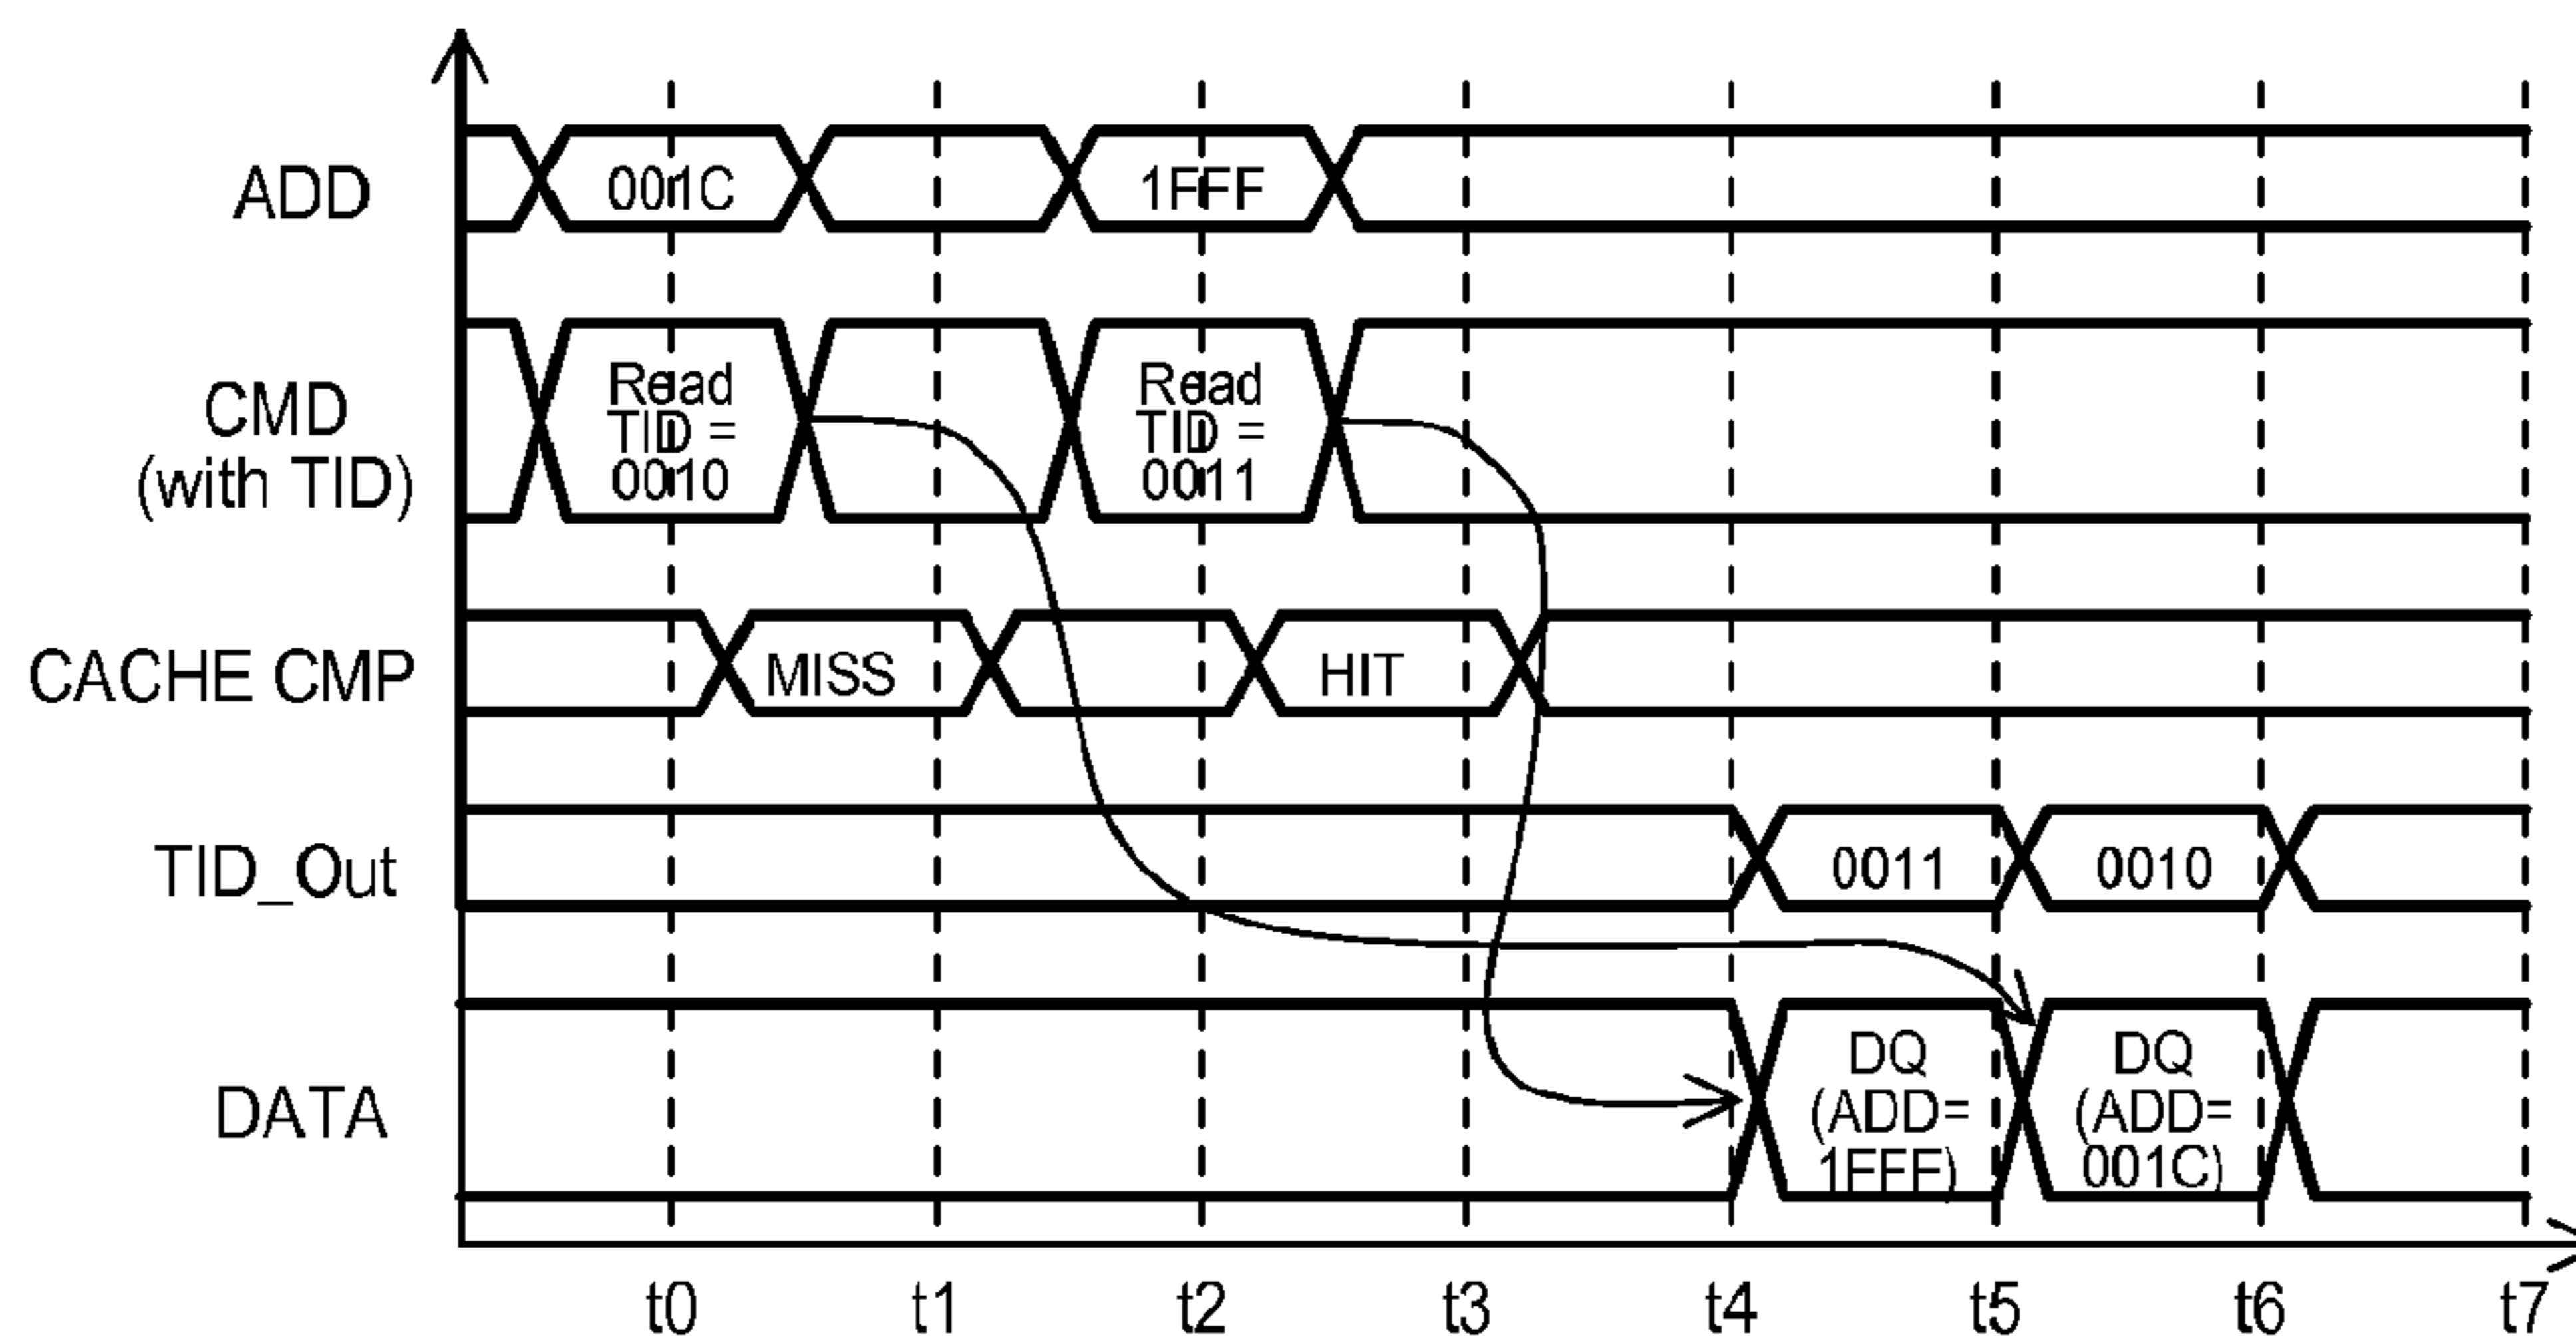 ADD
001C
1FFF
CMD
(with TID)
Read
TID =
0010
Read
TID =
0011
CACHE CMP
MISS
HIT
TID_Out
0011
0010
DATA
DQ
(ADD=
1FFF)
DQ
(ADD=
001C)
t0 t1 t2 t3 t4 t5 t6 t7